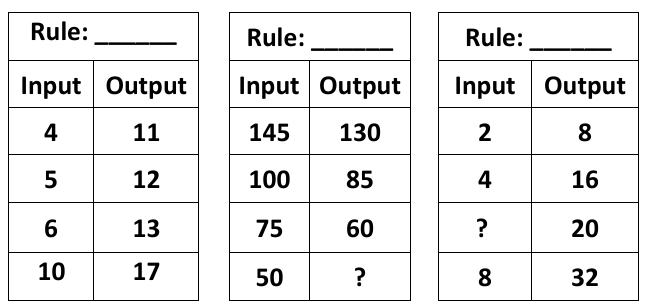 Rule: ______
Input Output
4 11
5 12
6 13
10 17
Rule: ______
Input Output
145 130
100 85
75 60
50 ?
Rule: ______
Input Output
2 8
4 16
? 20
8 32